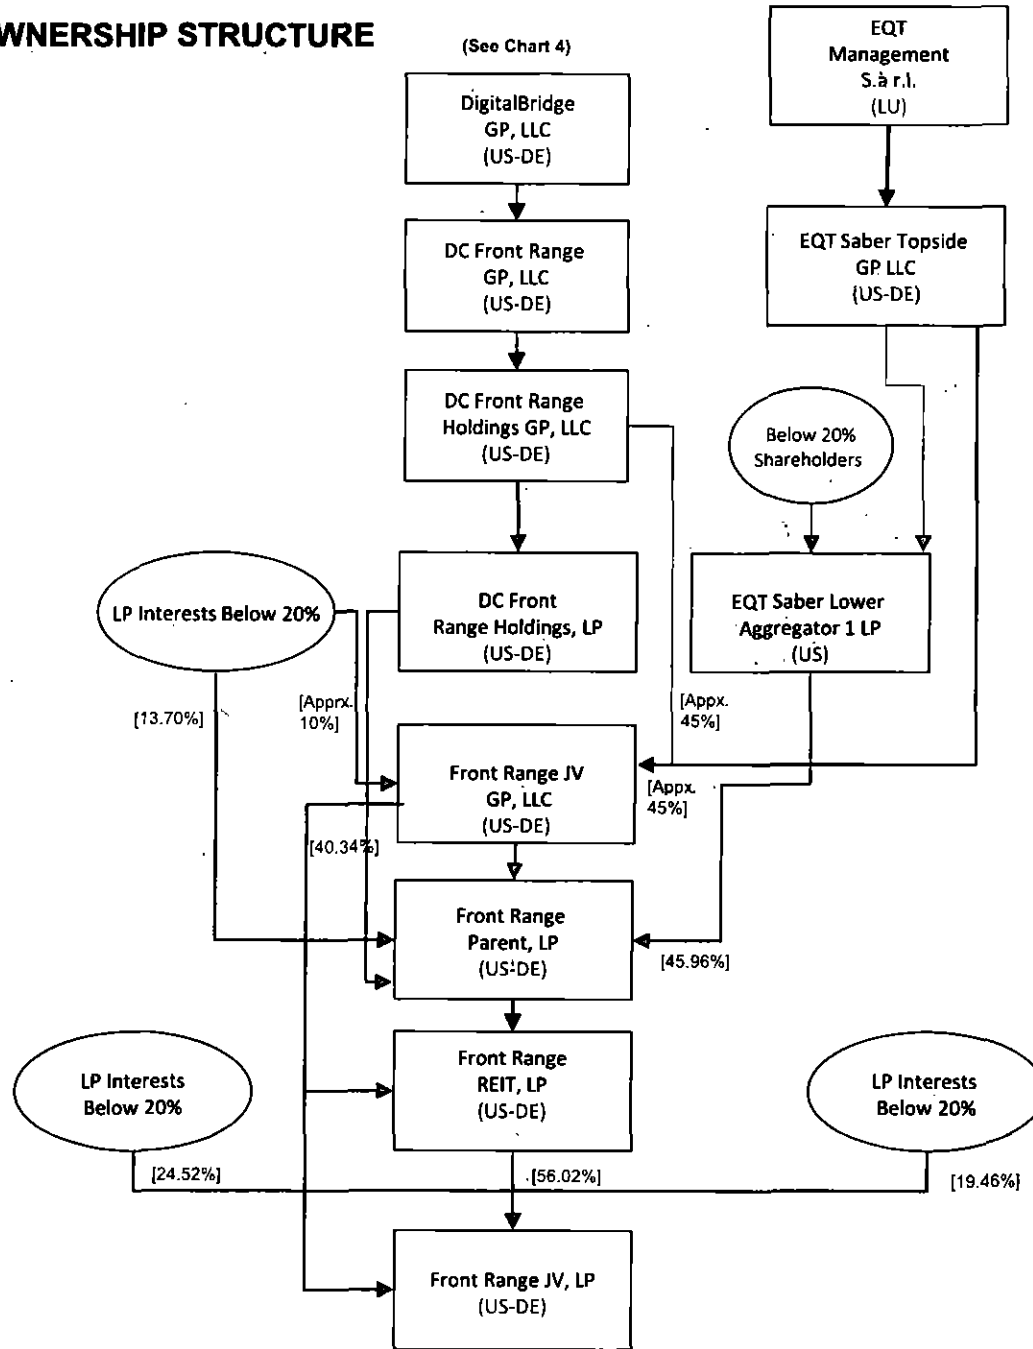 WNERSHIP STRUCTURE
(See Chart 4)
EQT
Management
S.à r.l.
(LU)
DigitalBridge
GP, LLC
(US-DE)
DC Front Range
GP, LLC
(US-DE)
EQT Saber Topside
GP LLC
(US-DE)
DC Front Range
Holdings GP, LLC
(US-DE)
Below 20%
Shareholders
LP Interests Below 20%
DC Front
Range Holdings, LP
(US-DE)
EQT Saber Lower
Aggregator 1 LP
(US)
[13.70%]
[Apprx.
10%]
[Appx.
45%]
Front Range JV
GP, LLC
(US-DE)
[Appx.
45%]
[40.34%]
Front Range
Parent, LP
(US-DE)
[45.96%]
Front Range
REIT, LP
(US-DE)
LP Interests
Below 20%
LP Interests
Below 20%
[24.52%]
[56.02%]
[19.46%]
Front Range JV, LP
(US-DE)